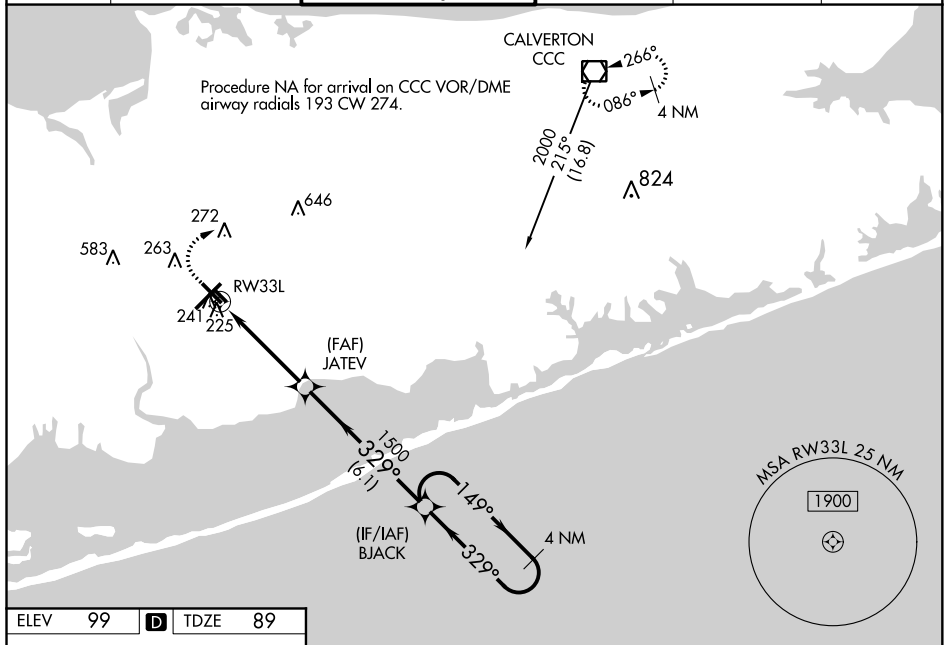 CALVERTON
CCC
266°
086°
4 NM
Procedure NA for arrival on CCC VOR/DME
airway radials 193 CW 274.
2000
215°
(16.8)
824
646
272
583
263
RW33L
241
225
(FAF)
JATEV
1500
329°
(6.1)
149°
4 NM
329°
(IF/IAF)
BJACK
MSA RW33L 25 NM
1900
ELEV 99 D TDZE 89